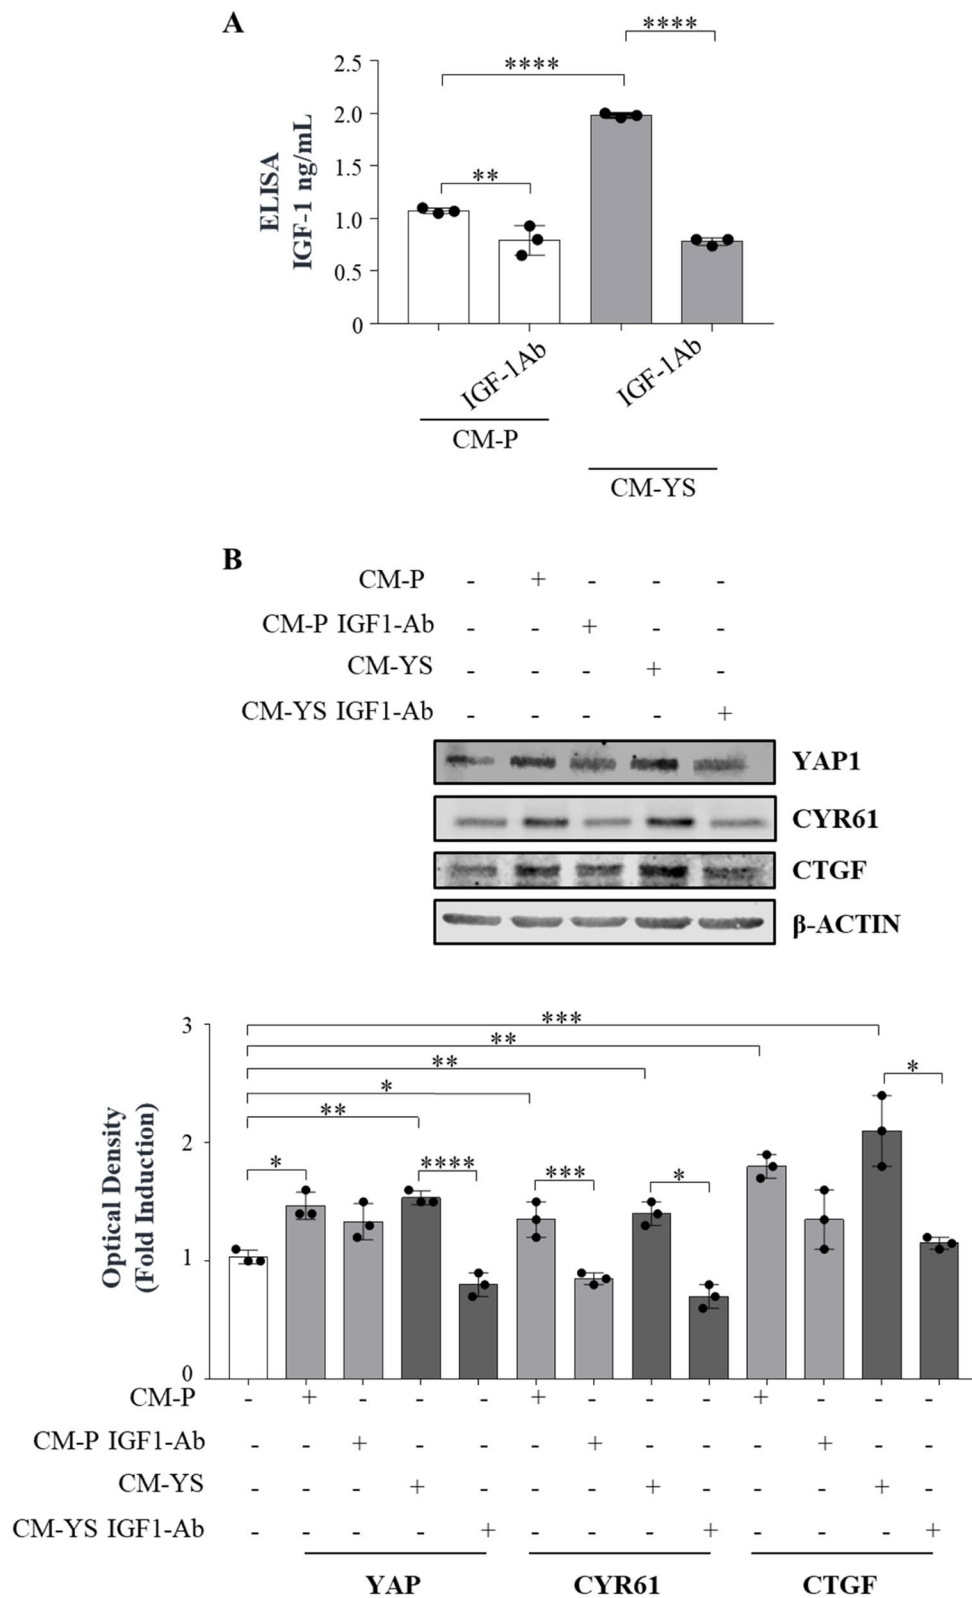 A
****
2.5
****
2.0
ELISA
IGF-1 ng/mL
1.5
**
1.0
0.5
0
IGF-1Ab
IGF-1Ab
CM-P
CM-YS
B
CM-P - + - - -
CM-P IGF1-Ab - - + - -
CM-YS - - - + -
CM-YS IGF1-Ab - - - - +
YAP1
CYR61
CTGF
β-ACTIN
3
***
**
**
*
*
**
2
Optical Density
(Fold Induction)
* **** *** *
1
0
CM-P - + - - - + - - - + - - -
CM-P IGF1-Ab - - + - - - + - - - + - -
CM-YS - - - + - - - + - - - + -
CM-YS IGF1-Ab - - - - + - - - + - - - +
YAP CYR61 CTGF